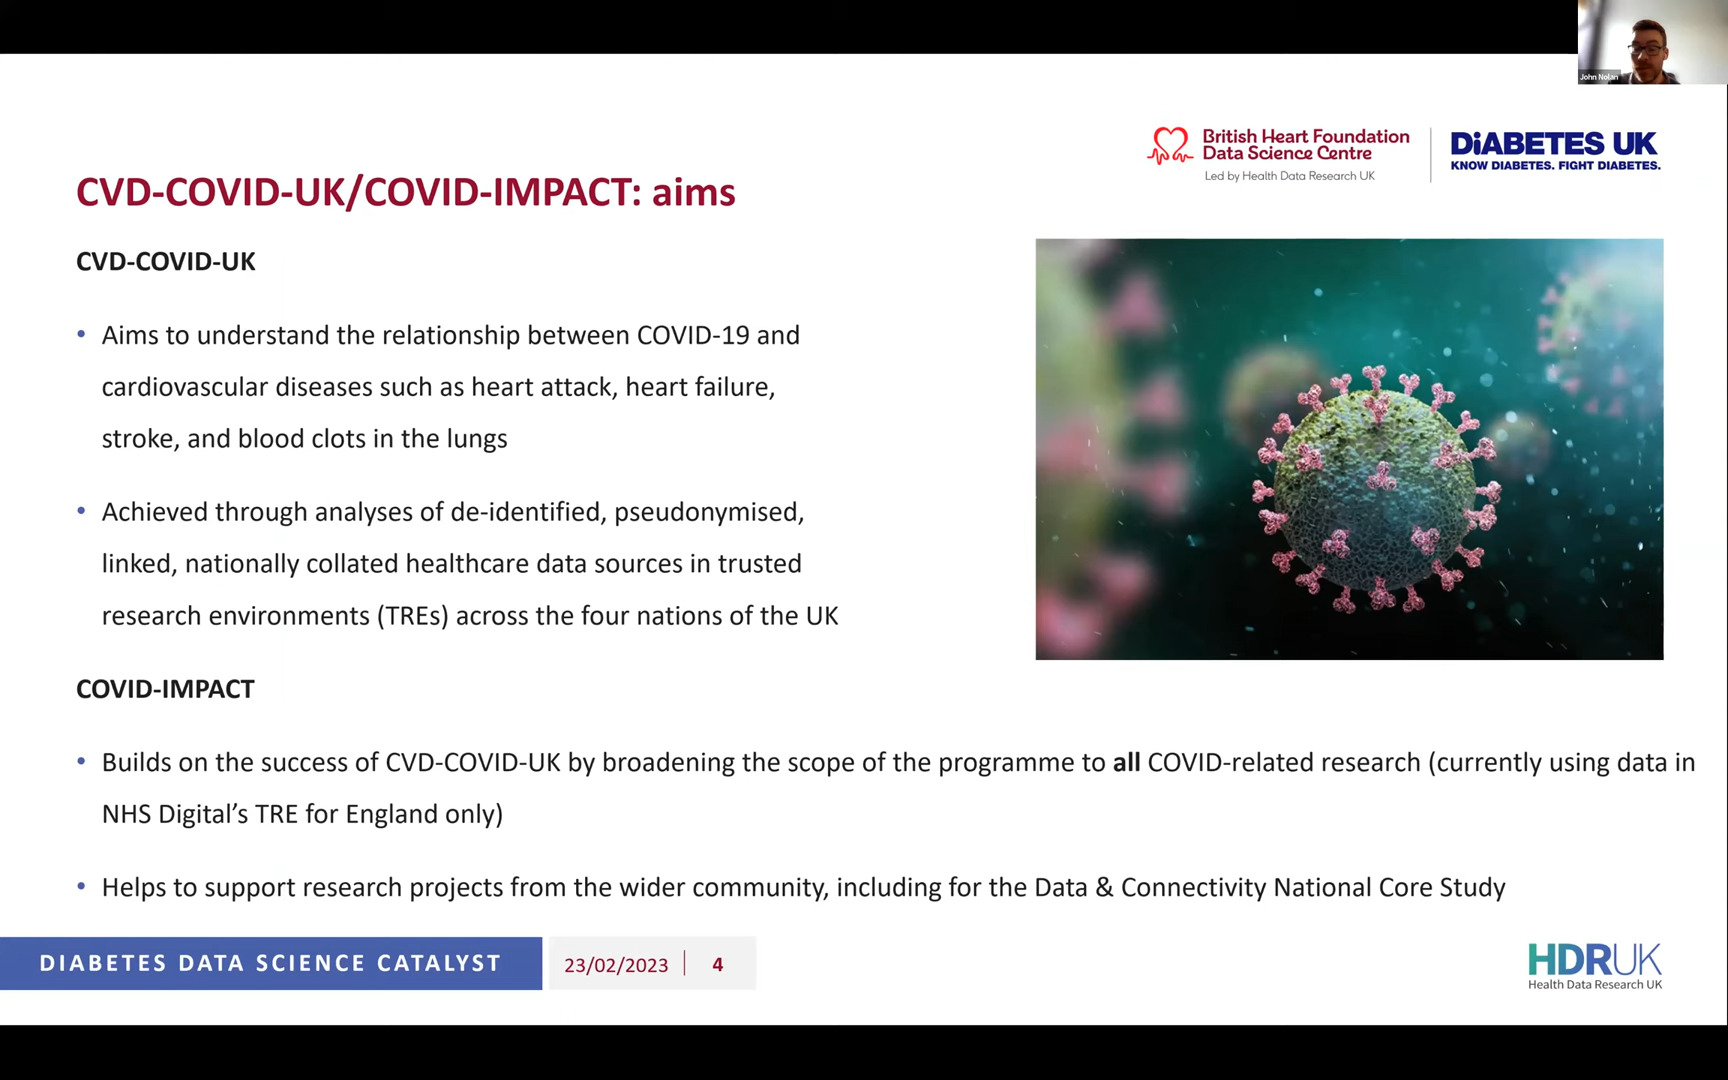 John Nolan
British Heart Foundation
Data Science Centre
Led by Health Data Research UK
DiABETES UK
KNOW DIABETES. FIGHT DIABETES.
CVD-COVID-UK/COVID-IMPACT: aims
CVD-COVID-UK
• Aims to understand the relationship between COVID-19 and
cardiovascular diseases such as heart attack, heart failure,
stroke, and blood clots in the lungs
• Achieved through analyses of de-identified, pseudonymised,
linked, nationally collated healthcare data sources in trusted
research environments (TREs) across the four nations of the UK
COVID-IMPACT
• Builds on the success of CVD-COVID-UK by broadening the scope of the programme to all COVID-related research (currently using data in
NHS Digital’s TRE for England only)
• Helps to support research projects from the wider community, including for the Data & Connectivity National Core Study
DIABETES DATA SCIENCE CATALYST
23/02/2023 | 4
HDRUK
Health Data Research UK